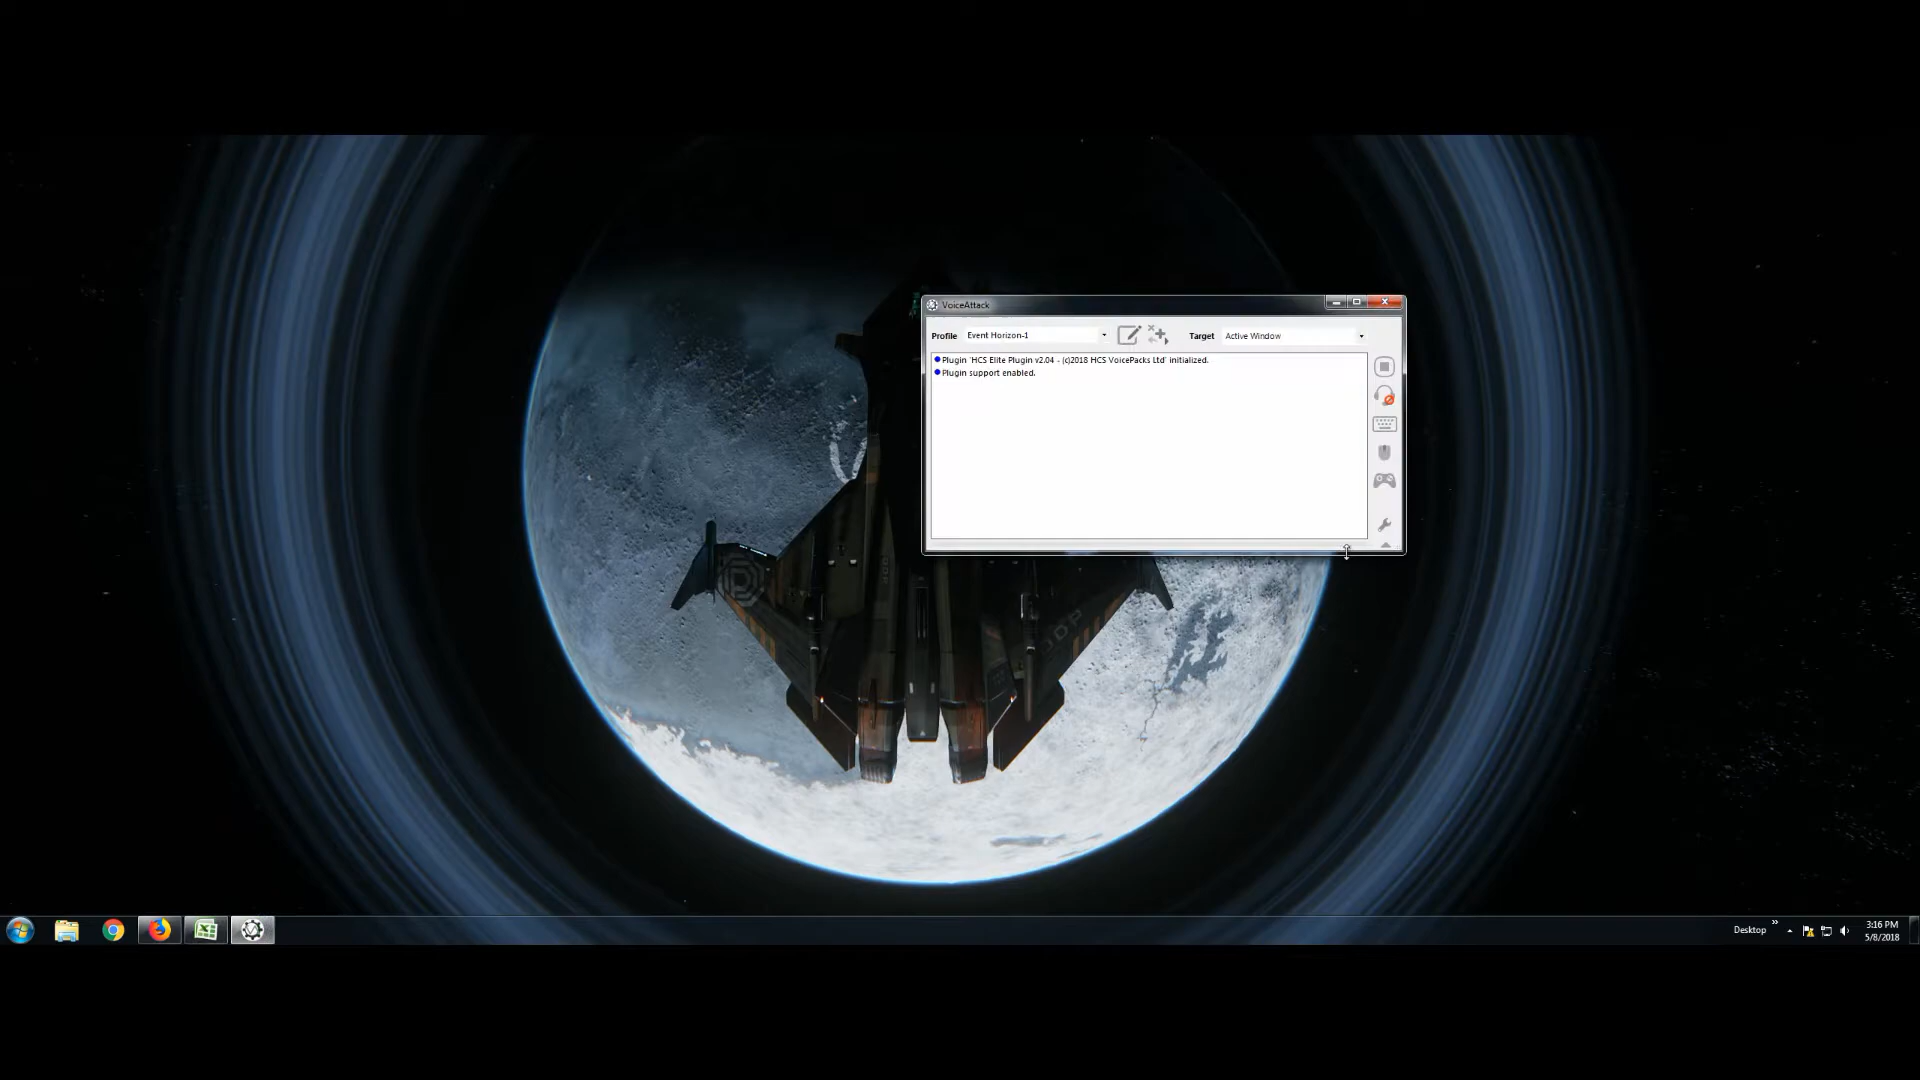 VoiceAttack
Profile Event Horizon-1 Target Active Window
Plugin 'HCS Elite Plugin v2.04 - (c)2018 HCS VoicePacks Ltd' initialized.
Plugin support enabled.
JOP
Desktop 3:16 PM
5/8/2018